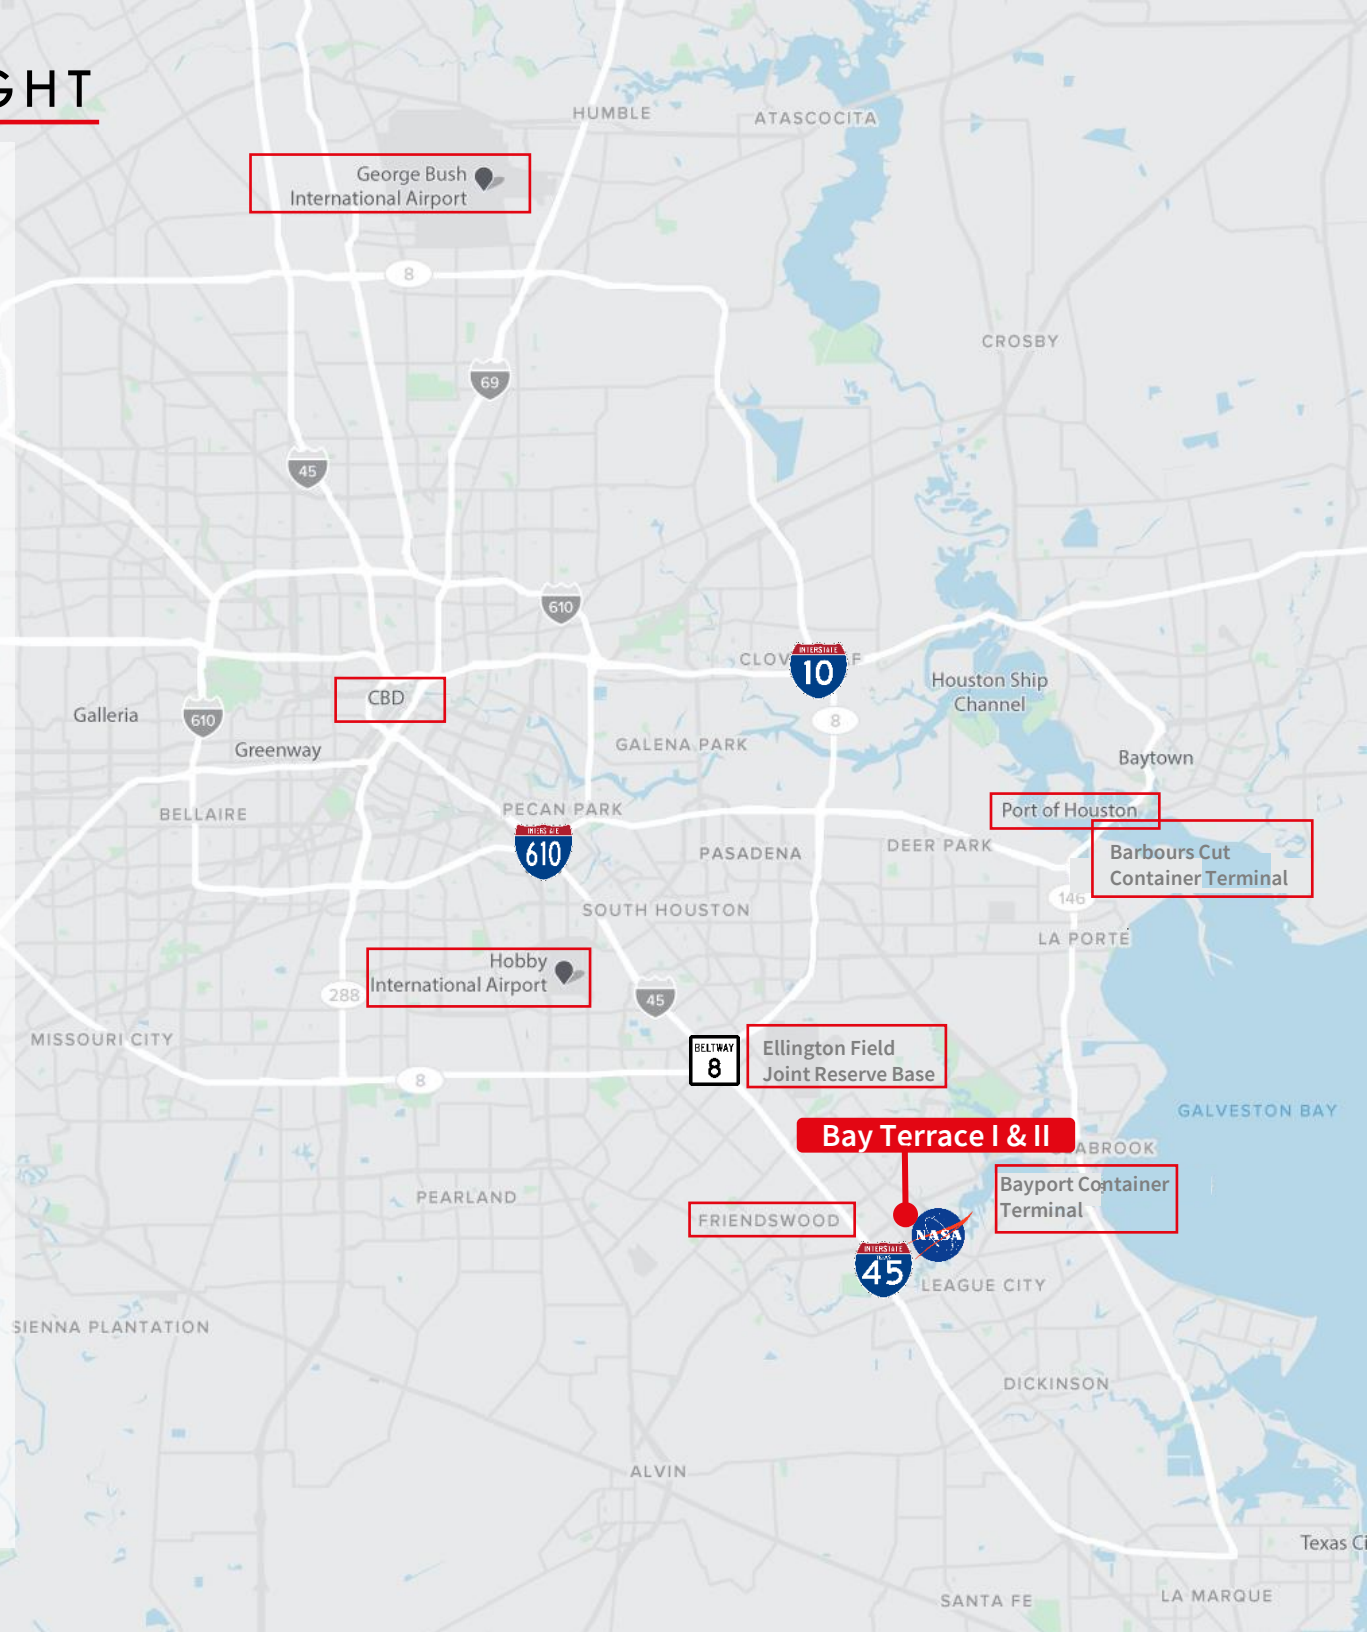 GHT
HUMBLE
ATASCOCITA
George Bush
International Airport
8
CROSBY
69
45
610
INTERSTATE
10
Houston Ship
Channel
CBD
Galleria
610
8
Greenway
GALENA PARK
Baytown
PECAN PARK
Port of Houston
BELLAIRE
610
DEER PARK
PASADENA
Barbours Cut
Container Terminal
146
SOUTH HOUSTON
LA PORTE
Hobby
International Airport
288
45
MISSOURI CITY
BELTWAY
8
Ellington Field
Joint Reserve Base
8
GALVESTON BAY
Bay Terrace I & II
ABROOK
Bayport Container
Terminal
PEARLAND
FRIENDSWOOD
NASA
INTERSTATE
TEXAS
45
LEAGUE CITY
SIENNA PLANTATION
DICKINSON
ALVIN
Texas Ci
SANTA FE
LA MARQUE